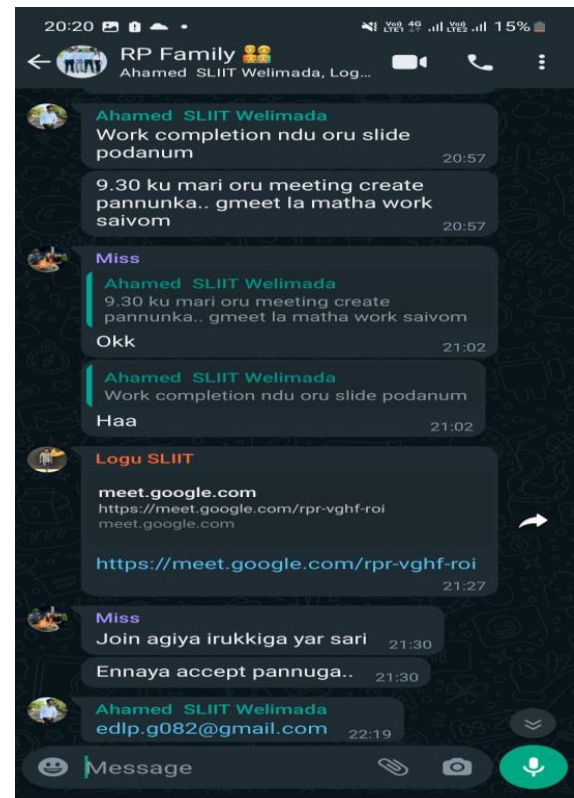 20:20
VoD LTE1 4G VoD LTE2 15%
RP Family
Ahamed SLIIT Welimada, Log...
Ahamed SLIIT Welimada
Work completion ndu oru slide
podanum
20:57
9.30 ku mari oru meeting create
pannunka.. gmeet la matha work
saivom
20:57
Miss
Ahamed SLIIT Welimada
9.30 ku mari oru meeting create
pannunka.. gmeet la matha work saivom
Okk
21:02
Ahamed SLIIT Welimada
Work completion ndu oru slide podanum
Haa
21:02
Logu SLIIT
meet.google.com
https://meet.google.com/rpr-vghf-roi
meet.google.com
https://meet.google.com/rpr-vghf-roi
21:27
Miss
Join agiya irukkiga yar sari 21:30
Ennaya accept pannuga.. 21:30
Ahamed SLIIT Welimada
edlp.g082@gmail.com 22:19
Message